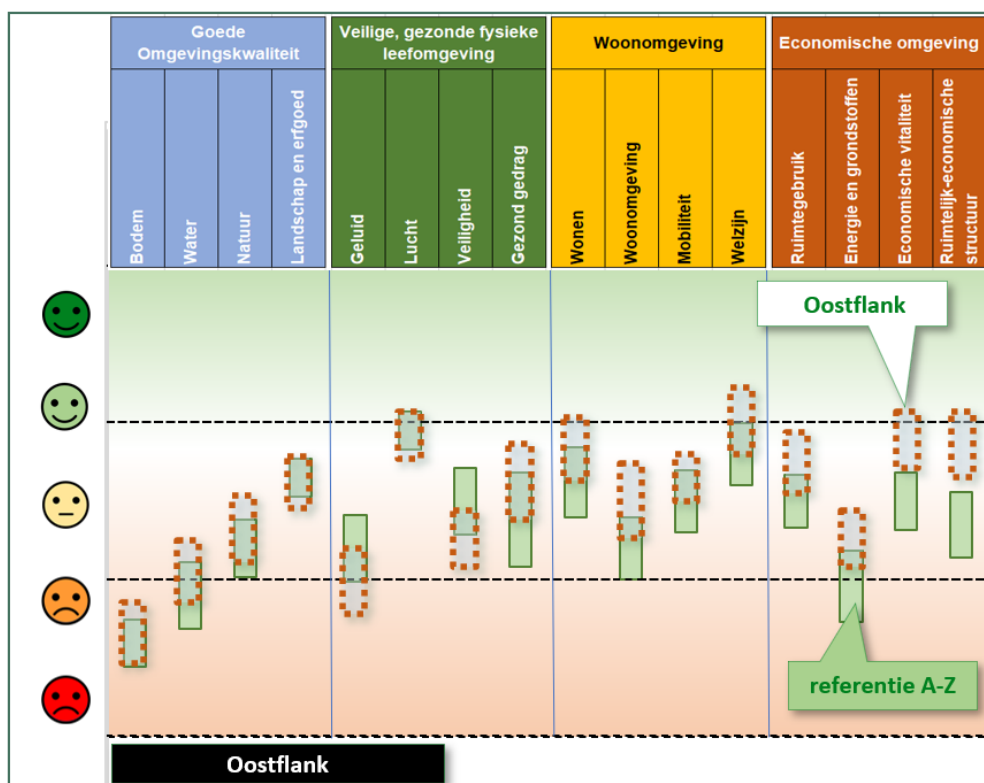 Goede
Omgevingskwaliteit
Veilige, gezonde fysieke
leefomgeving
Woonomgeving
Economische omgeving
Bodem
Water
Natuur
Landschap en erfgoed
Geluid
Lucht
Veiligheid
Gezond gedrag
Wonen
Woonomgeving
Mobiliteit
Welzijn
Ruimtegebruik
Energie en grondstoffen
Economische vitaliteit
Ruimtelijk-economische
structuur
Oostflank
referentie A-Z
Oostflank